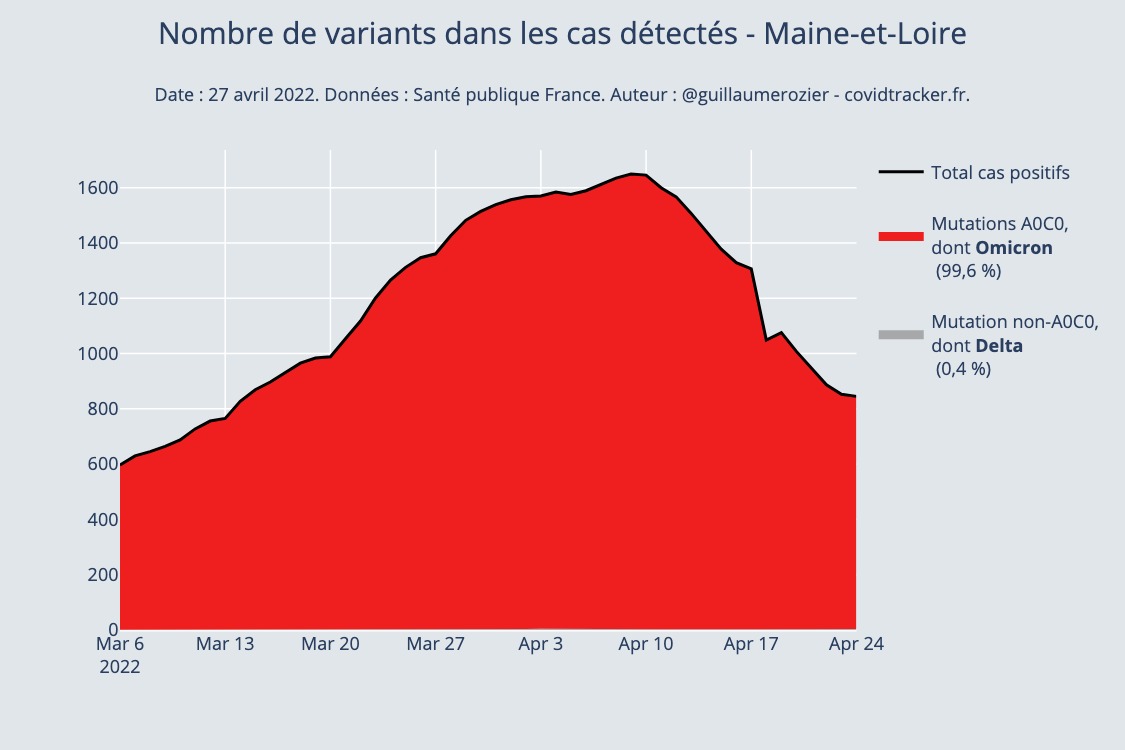 Nombre de variants dans les cas détectés - Maine-et-Loire
Date : 27 avril 2022. Données : Santé publique France. Auteur : @guillaumerozier - covidtracker.fr.
1600
1400
1200
1000
800
600
400
200
0
Mar 6
2022
Mar 13
Mar 20
Mar 27
Apr 3
Apr 10
Apr 17
Apr 24
Total cas positifs
Mutations A0C0,
dont Omicron
(99,6 %)
Mutation non-A0C0,
dont Delta
(0,4 %)